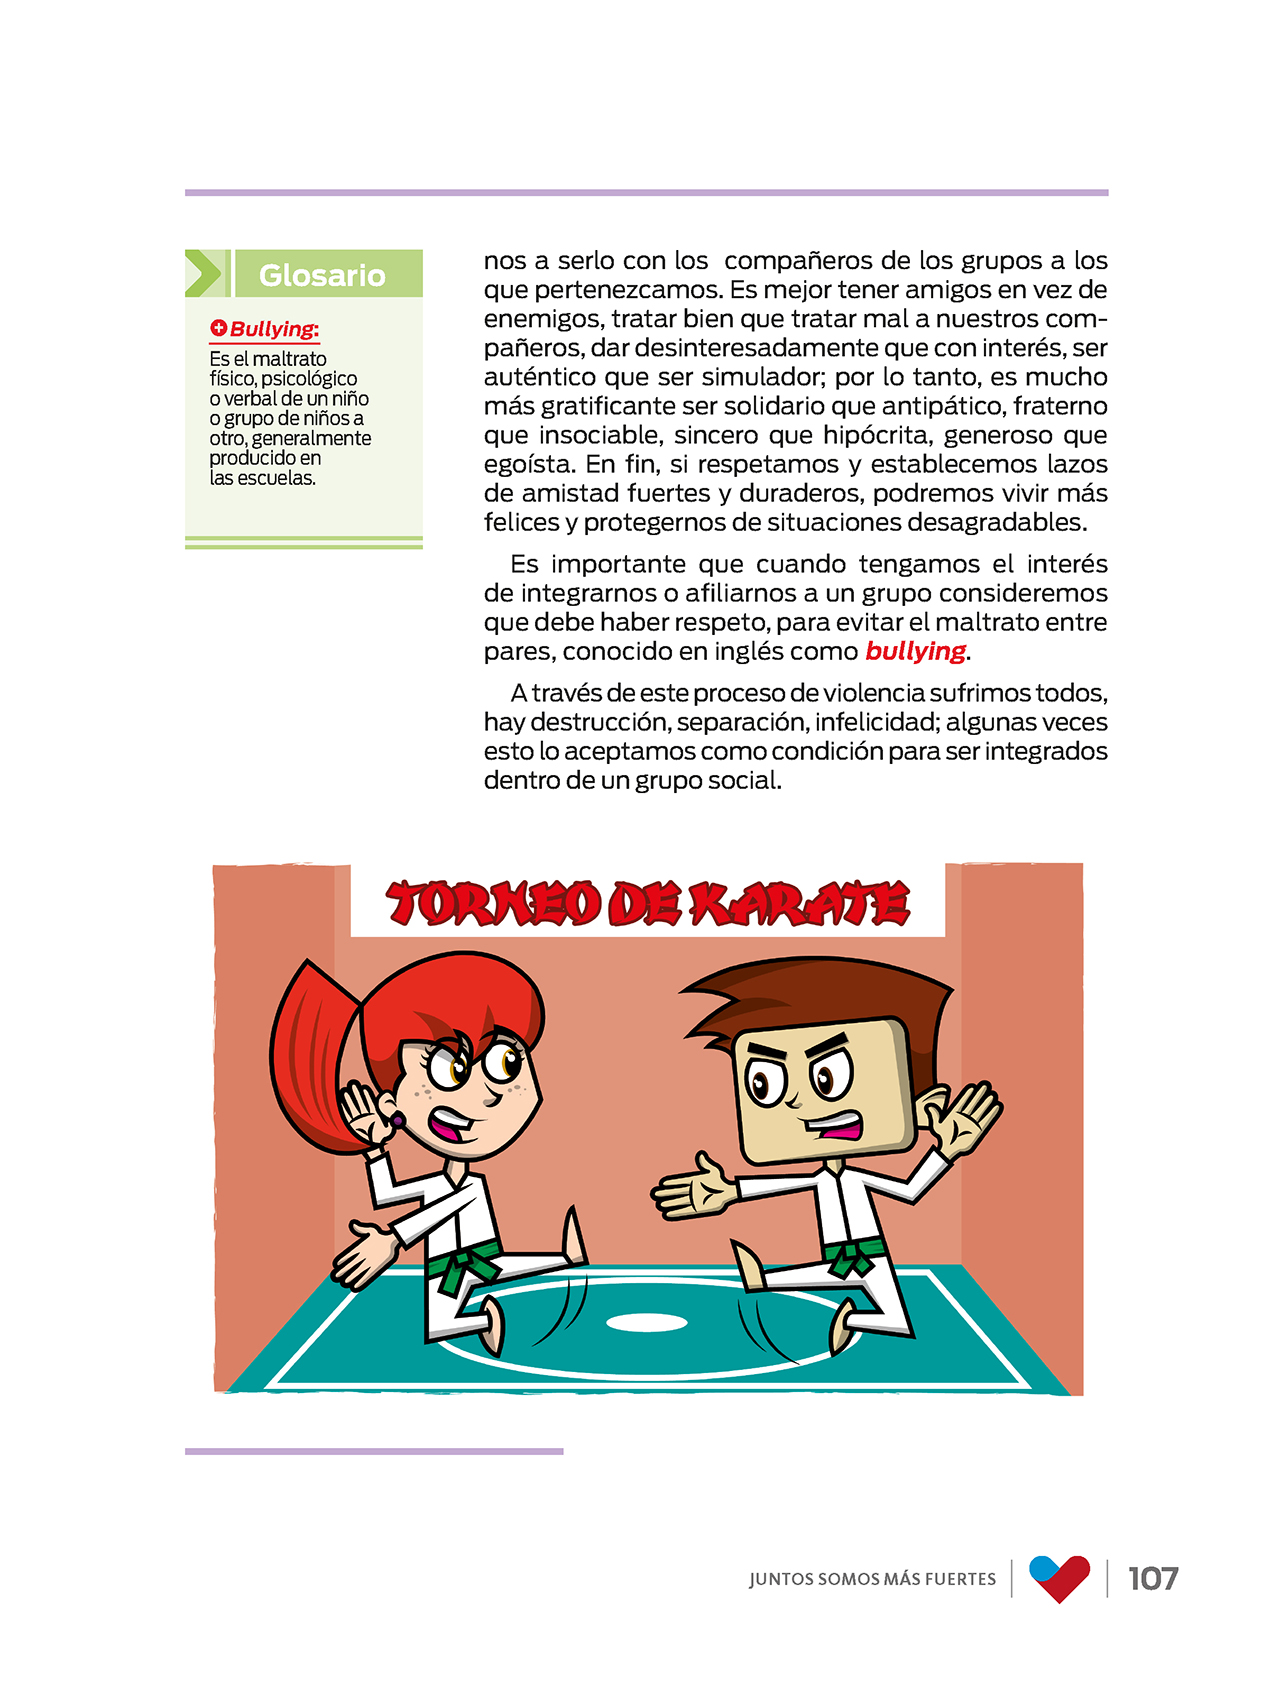 Glosario
Bullying:
Es el maltrato
físico, psicológico
o verbal de un niño
o grupo de niños a
otro, generalmente
producido en
las escuelas.
nos a serlo con los compañeros de los grupos a los
que pertenezcamos. Es mejor tener amigos en vez de
enemigos, tratar bien que tratar mal a nuestros com-
pañeros, dar desinteresadamente que con interés, ser
auténtico que ser simulador; por lo tanto, es mucho
más gratificante ser solidario que antipático, fraterno
que insociable, sincero que hipócrita, generoso que
egoísta. En fin, si respetamos y establecemos lazos
de amistad fuertes y duraderos, podremos vivir más
felices y protegernos de situaciones desagradables.
Es importante que cuando tengamos el interés
de integrarnos o afiliarnos a un grupo consideremos
que debe haber respeto, para evitar el maltrato entre
pares, conocido en inglés como bullying.
A través de este proceso de violencia sufrimos todos,
hay destrucción, separación, infelicidad; algunas veces
esto lo aceptamos como condición para ser integrados
dentro de un grupo social.
TORNEO DE KARATE
JUNTOS SOMOS MÁS FUERTES
107